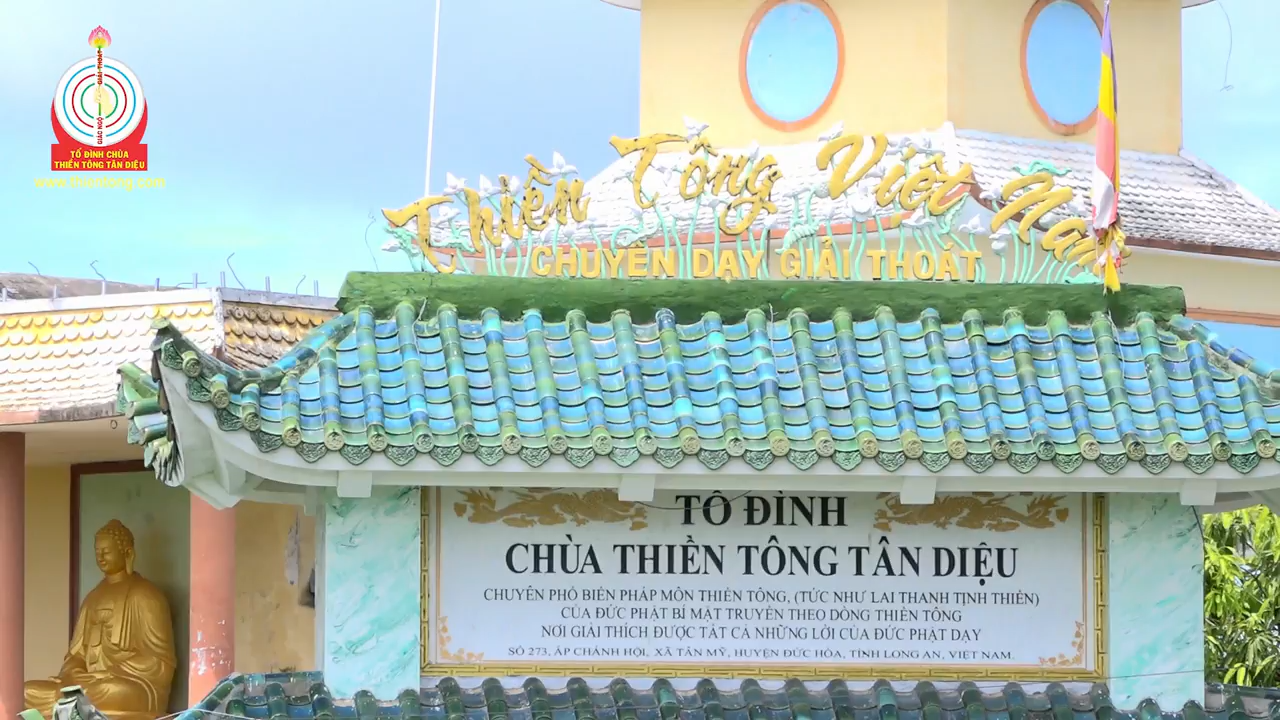 GIÁC NGỘ GIẢI THOÁT
TỔ ĐÌNH CHÙA
THIỀN TÔNG TÂN DIỆU
www.thientong.com
Thiền Tông Việt Nam
CHUYÊN DẠY GIẢI THOÁT
TỔ ĐÌNH
CHÙA THIỀN TÔNG TÂN DIỆU
CHUYÊN PHỔ BIẾN PHÁP MÔN THIỀN TÔNG, (TỨC NHƯ LAI THANH TỊNH THIỀN)
CỦA ĐỨC PHẬT BÍ MẬT TRUYỀN THEO DÒNG THIỀN TÔNG
NƠI GIẢI THÍCH ĐƯỢC TẤT CẢ NHỮNG LỜI CỦA ĐỨC PHẬT DẠY
SỐ 273, ẤP CHÁNH HỘI, XÃ TÂN MỸ, HUYỆN ĐỨC HÒA, TỈNH LONG AN, VIỆT NAM.